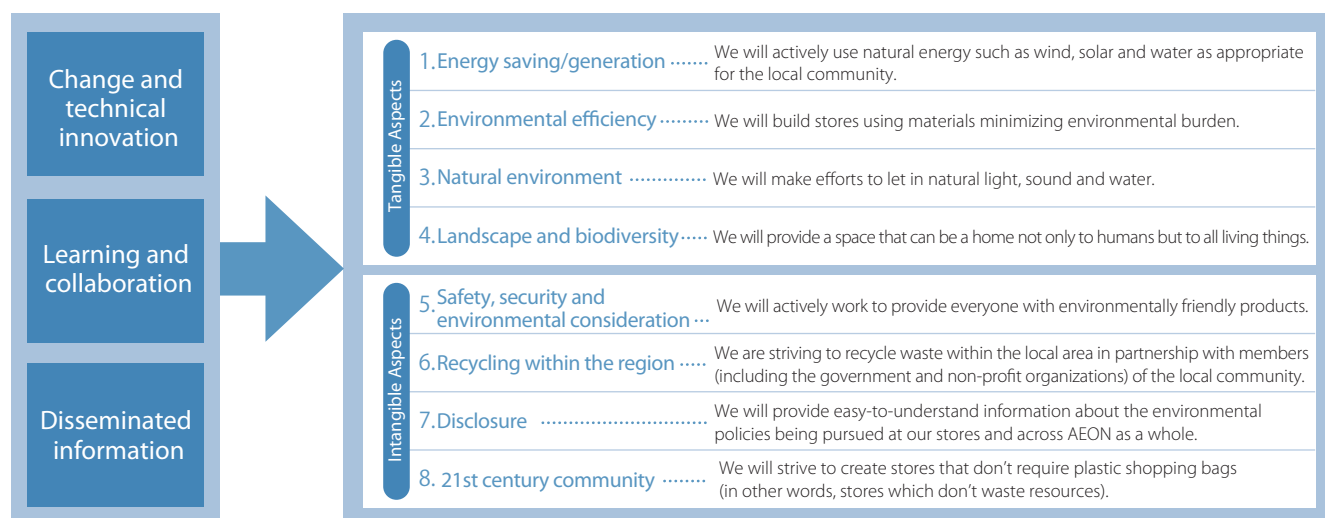 Change and
technical
innovation
Learning and
collaboration
Disseminated
information
Tangible Aspects
1. Energy saving/generation ······· We will actively use natural energy such as wind, solar and water as appropriate
for the local community.
2. Environmental efficiency ········· We will build stores using materials minimizing environmental burden.
3. Natural environment ·············· We will make efforts to let in natural light, sound and water.
4. Landscape and biodiversity ····· We will provide a space that can be a home not only to humans but to all living things.
Intangible Aspects
5. Safety, security and
environmental consideration ··· We will actively work to provide everyone with environmentally friendly products.
6. Recycling within the region ····· We are striving to recycle waste within the local area in partnership with members
(including the government and non-profit organizations) of the local community.
7. Disclosure ···························· We will provide easy-to-understand information about the environmental
policies being pursued at our stores and across AEON as a whole.
8. 21st century community ········ We will strive to create stores that don't require plastic shopping bags
(in other words, stores which don't waste resources).